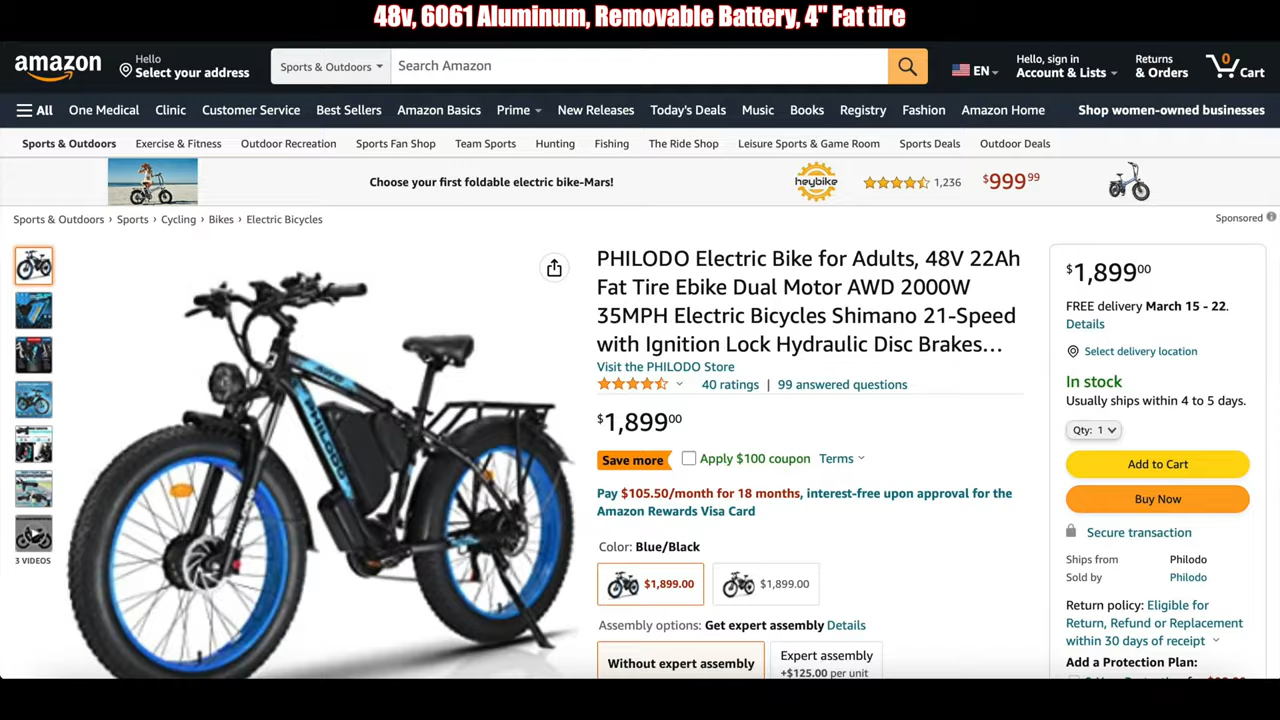 48v, 6061 Aluminum, Removable Battery, 4" Fat tire
amazon
Hello
Select your address
Sports & Outdoors
Search Amazon
EN
Hello, sign in
Account & Lists
Returns
& Orders
0
Cart
All
One Medical
Clinic
Customer Service
Best Sellers
Amazon Basics
Prime
New Releases
Today's Deals
Music
Books
Registry
Fashion
Amazon Home
Shop women-owned businesses
Sports & Outdoors
Exercise & Fitness
Outdoor Recreation
Sports Fan Shop
Team Sports
Hunting
Fishing
The Ride Shop
Leisure Sports & Game Room
Sports Deals
Outdoor Deals
Choose your first foldable electric bike-Mars!
heybike
1,236
$999 99
Sports & Outdoors › Sports › Cycling › Bikes › Electric Bicycles
Sponsored
PHILODO Electric Bike for Adults, 48V 22Ah
Fat Tire Ebike Dual Motor AWD 2000W
35MPH Electric Bicycles Shimano 21-Speed
with Ignition Lock Hydraulic Disc Brakes…
Visit the PHILODO Store
40 ratings | 99 answered questions
$1,899 00
Save more
Apply $100 coupon
Terms
Pay $105.50/month for 18 months, interest-free upon approval for the
Amazon Rewards Visa Card
Color: Blue/Black
$1,899.00
$1,899.00
Assembly options: Get expert assembly Details
Without expert assembly
Expert assembly
+$125.00 per unit
3 VIDEOS
PHILODO
$1,899 00
FREE delivery March 15 - 22.
Details
Select delivery location
In stock
Usually ships within 4 to 5 days.
Qty: 1
Add to Cart
Buy Now
Secure transaction
Ships from
Philodo
Sold by
Philodo
Return policy: Eligible for
Return, Refund or Replacement
within 30 days of receipt
Add a Protection Plan: